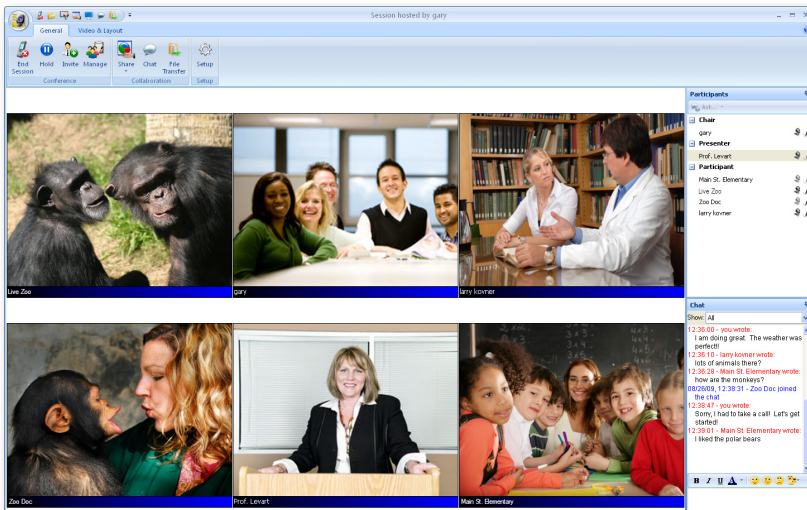 Session hosted by gary
General Video & Layout
End Session
Hold
Invite
Manage
Share
Chat
File Transfer
Setup
Conference
Collaboration
Setup
Live Zoo
gary
larry kovner
Zoo Doc
Prof. Levart
Main St. Elementary
Participants
Ask...
Chair
gary
Presenter
Prof. Levart
Participant
Main St. Elementary
Live Zoo
Zoo Doc
larry kovner
Chat
Show: All
12:36:00 - you wrote:
I am doing great. The weather was
perfect!!
12:36:10 - larry kovner wrote:
lots of animals there?
12:36:28 - Main St. Elementary wrote:
how are the monkeys?
08/26/09, 12:38:31 - Zoo Doc joined
the chat
12:38:47 - you wrote:
Sorry, I had to take a call! Let's get
started!
12:39:01 - Main St. Elementary wrote:
I liked the polar bears
B I U A